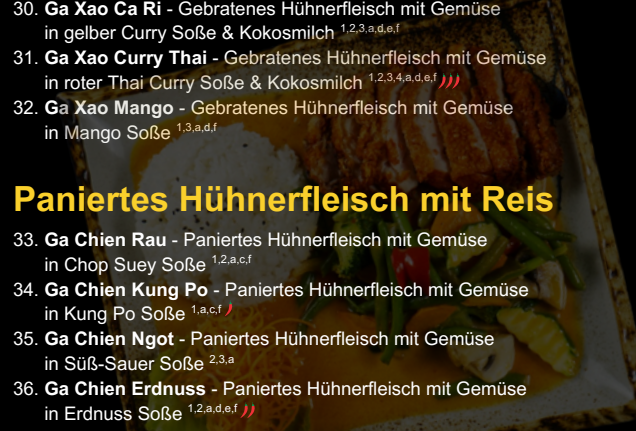 30. Ga Xao Ca Ri - Gebratenes Hühnerfleisch mit Gemüse
in gelber Curry Soße & Kokosmilch 1,2,3,a,d,e,f
31. Ga Xao Curry Thai - Gebratenes Hühnerfleisch mit Gemüse
in roter Thai Curry Soße & Kokosmilch 1,2,3,4,a,d,e,f
32. Ga Xao Mango - Gebratenes Hühnerfleisch mit Gemüse
in Mango Soße 1,3,a,d,f
Paniertes Hühnerfleisch mit Reis
33. Ga Chien Rau - Paniertes Hühnerfleisch mit Gemüse
in Chop Suey Soße 1,2,a,c,f
34. Ga Chien Kung Po - Paniertes Hühnerfleisch mit Gemüse
in Kung Po Soße 1,a,c,f
35. Ga Chien Ngot - Paniertes Hühnerfleisch mit Gemüse
in Süß-Sauer Soße 2,3,a
36. Ga Chien Erdnuss - Paniertes Hühnerfleisch mit Gemüse
in Erdnuss Soße 1,2,a,d,e,f